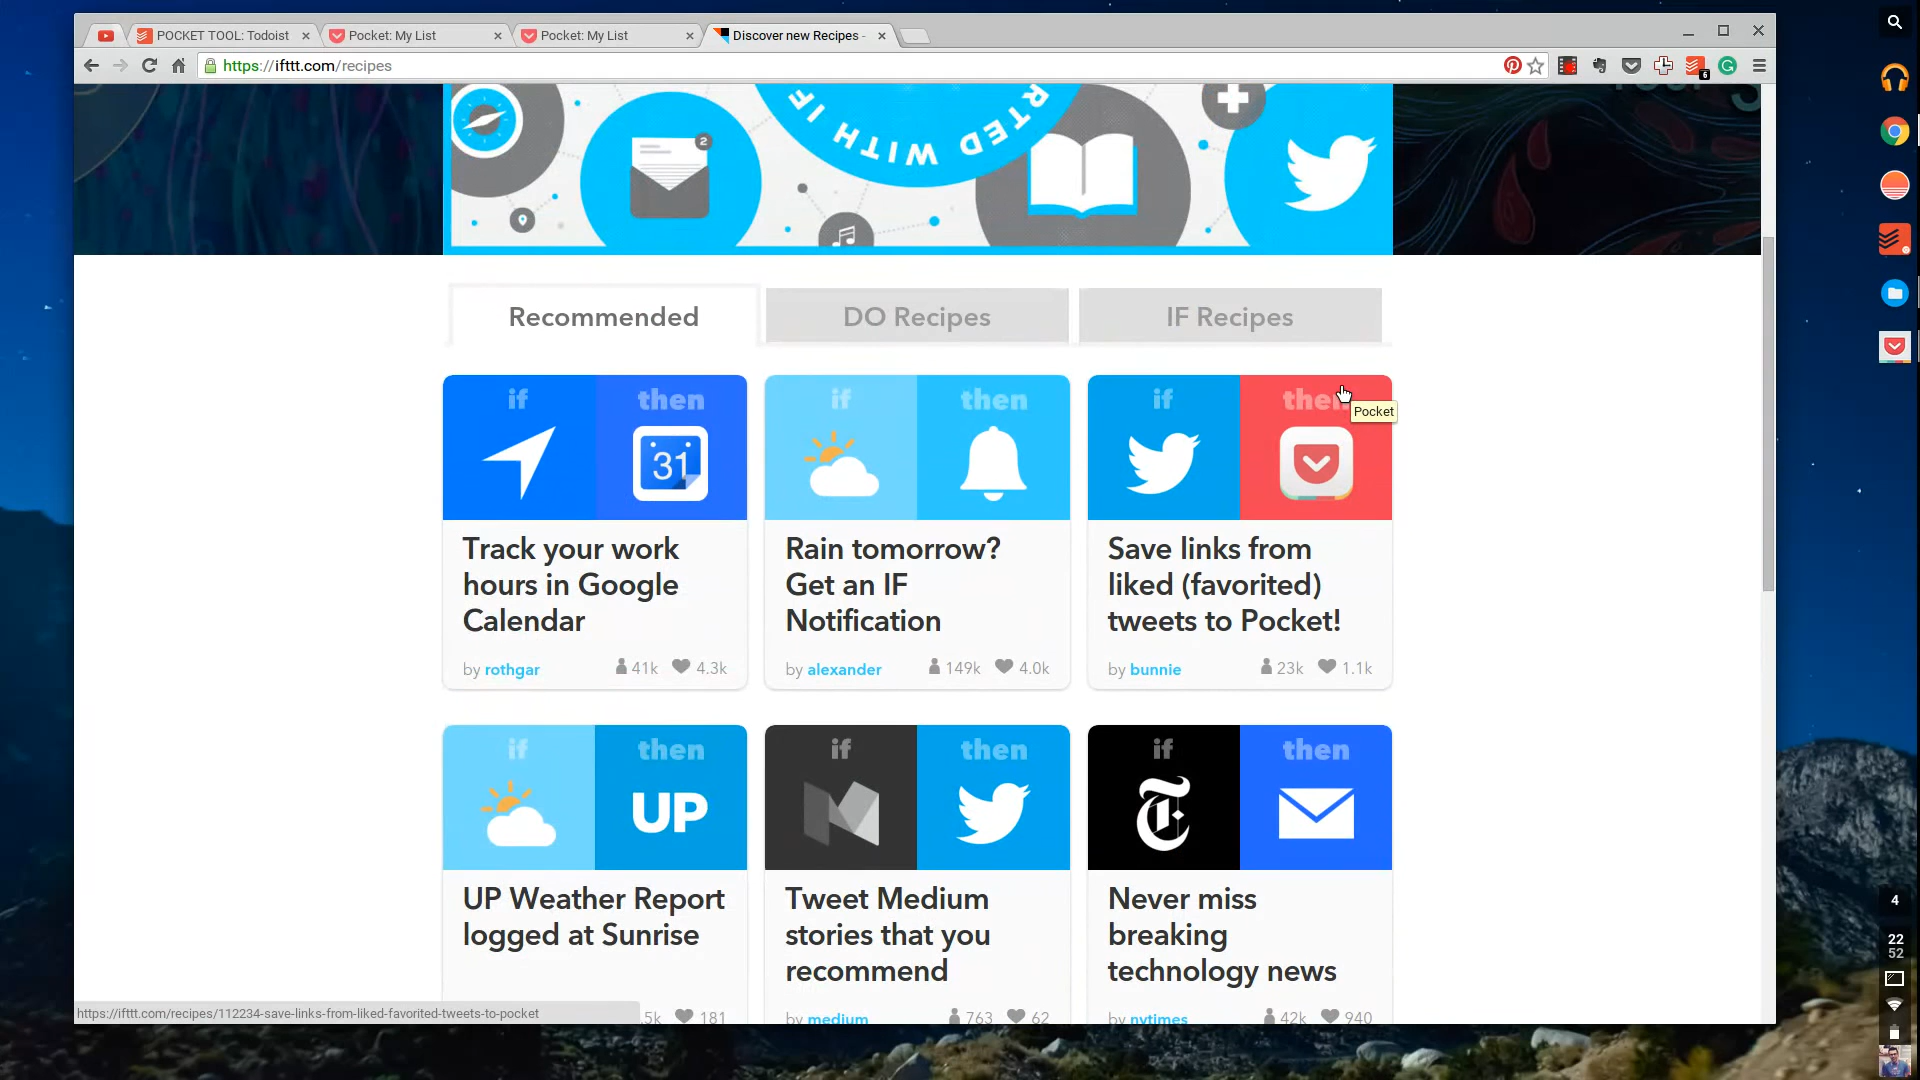 POCKET TOOL: Todoist
Pocket: My List
Pocket: My List
Discover new Recipes -
https://ifttt.com/recipes
6
2
RTED WITH IF
Recommended
DO Recipes
IF Recipes
if then
31
Track your work
hours in Google
Calendar
by rothgar 41k 4.3k
if then
Rain tomorrow?
Get an IF
Notification
by alexander 149k 4.0k
if then
Pocket
Save links from
liked (favorited)
tweets to Pocket!
by bunnie 23k 1.1k
if then
UP
UP Weather Report
logged at Sunrise
.5k 181
if then
Tweet Medium
stories that you
recommend
by medium 763 62
if then
Never miss
breaking
technology news
by nytimes 42k 940
https://ifttt.com/recipes/112234-save-links-from-liked-favorited-tweets-to-pocket
4
22
52